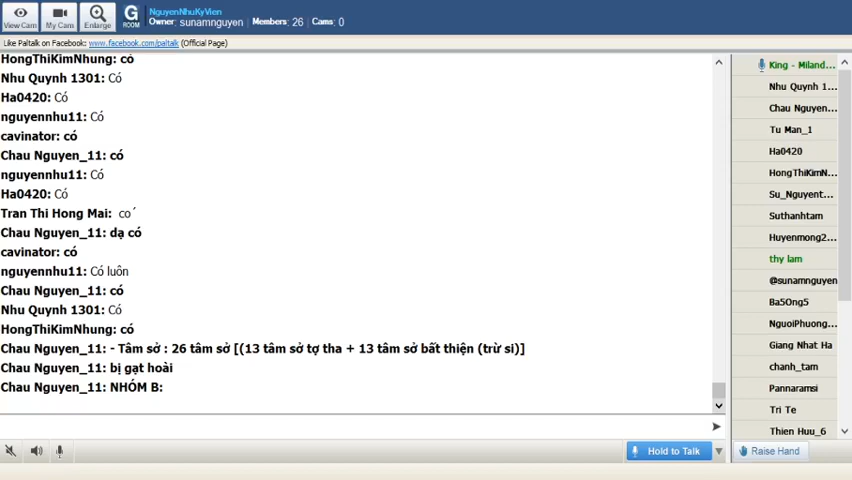 View Cam
My Cam
Enlarge
G
ROOM
NguyenNhuKyVien
Owner: sunamnguyen Members: 26 Cams: 0
Like Paltalk on Facebook: www.facebook.com/paltalk (Official Page)
HongThiKimNhung: có
Nhu Quynh 1301: Có
Ha0420: Có
nguyennhu11: Có
cavinator: có
Chau Nguyen_11: có
nguyennhu11: Có
Ha0420: Có
Tran Thi Hong Mai: có
Chau Nguyen_11: dạ có
cavinator: có
nguyennhu11: Có luôn
Chau Nguyen_11: có
Nhu Quynh 1301: Có
HongThiKimNhung: có
Chau Nguyen_11: - Tâm sở : 26 tâm sở [(13 tâm sở tợ tha + 13 tâm sở bất thiện (trừ si)]
Chau Nguyen_11: bị gạt hoài
Chau Nguyen_11: NHÓM B:
King - Miland...
Nhu Quynh 1...
Chau Nguyen...
Tu Man_1
Ha0420
HongThiKimN...
Su_Nguyent...
Suthanhtam
Huyenmong2...
thy lam
@sunamnguyen
Ba5Ong5
NguoiPhuong...
Giang Nhat Ha
chanh_tam
Pannaramsi
Tri Te
Thien Huu_6
Hold to Talk
Raise Hand